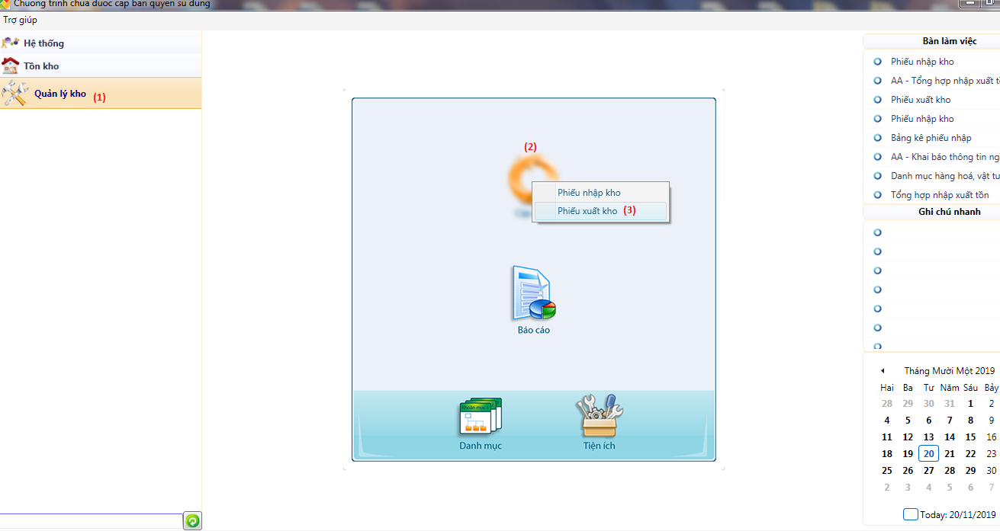 Chuong trinh chua duoc cap ban quyen su dung
Trợ giúp
Hệ thống
Tồn kho
Quản lý kho (1)
(2)
Phiếu nhập kho
Phiếu xuất kho (3)
Báo cáo
Khoản mục 1
Danh mục
Tiện ích
Bàn làm việc
Phiếu nhập kho
AA - Tổng hợp nhập xuất
Phiếu xuất kho
Phiếu nhập kho
Bảng kê phiếu nhập
AA - Khai báo thông tin
Danh mục hàng hoá, vật tư
Tổng hợp nhập xuất tồn
Ghi chú nhanh
Tháng Mười Một 2019
Hai Ba Tư Năm Sáu Bảy
28 29 30 31 1 2
4 5 6 7 8 9
11 12 13 14 15 16
18 19 20 21 22 23
25 26 27 28 29 30
2 3 4 5 6 7
Today: 20/11/2019